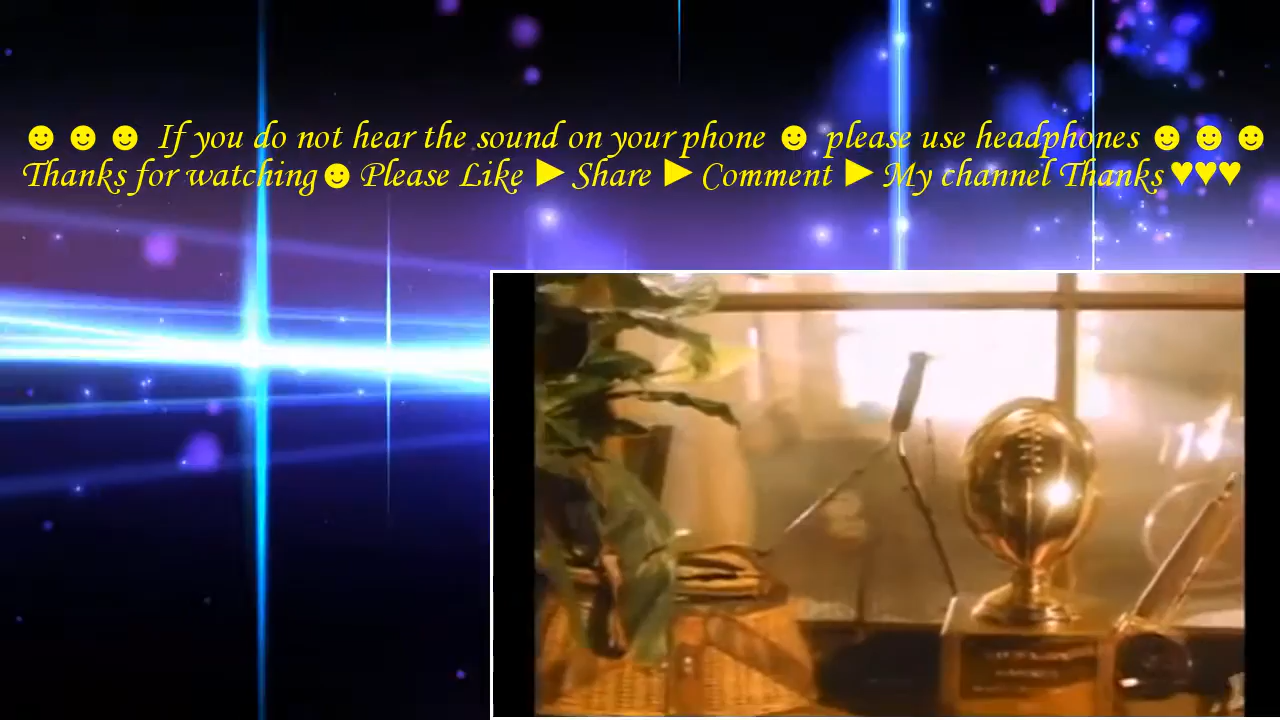 ☻☻☻ If you do not hear the sound on your phone ☻ please use headphones ☻☻☻
Thanks for watching☻ Please Like ► Share ► Comment ► My channel Thanks ♥♥♥